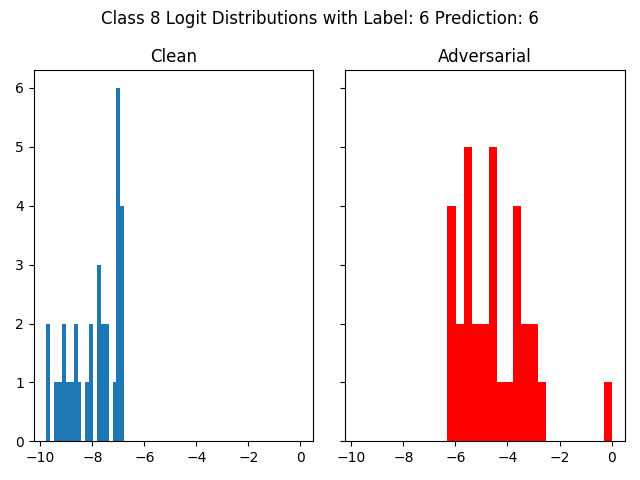 Class 8 Logit Distributions with Label: 6 Prediction: 6
Clean
Adversarial
6
5
4
3
2
1
0
−10 −8 −6 −4 −2 0
−10 −8 −6 −4 −2 0